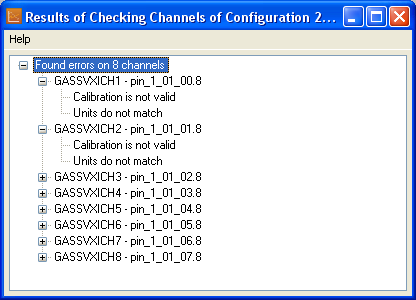 Results of Checking Channels of Configuration 2...
Help
Found errors on 8 channels
GASSVXICH1 - pin_1_01_00.8
Calibration is not valid
Units do not match
GASSVXICH2 - pin_1_01_01.8
Calibration is not valid
Units do not match
GASSVXICH3 - pin_1_01_02.8
GASSVXICH4 - pin_1_01_03.8
GASSVXICH5 - pin_1_01_04.8
GASSVXICH6 - pin_1_01_05.8
GASSVXICH7 - pin_1_01_06.8
GASSVXICH8 - pin_1_01_07.8